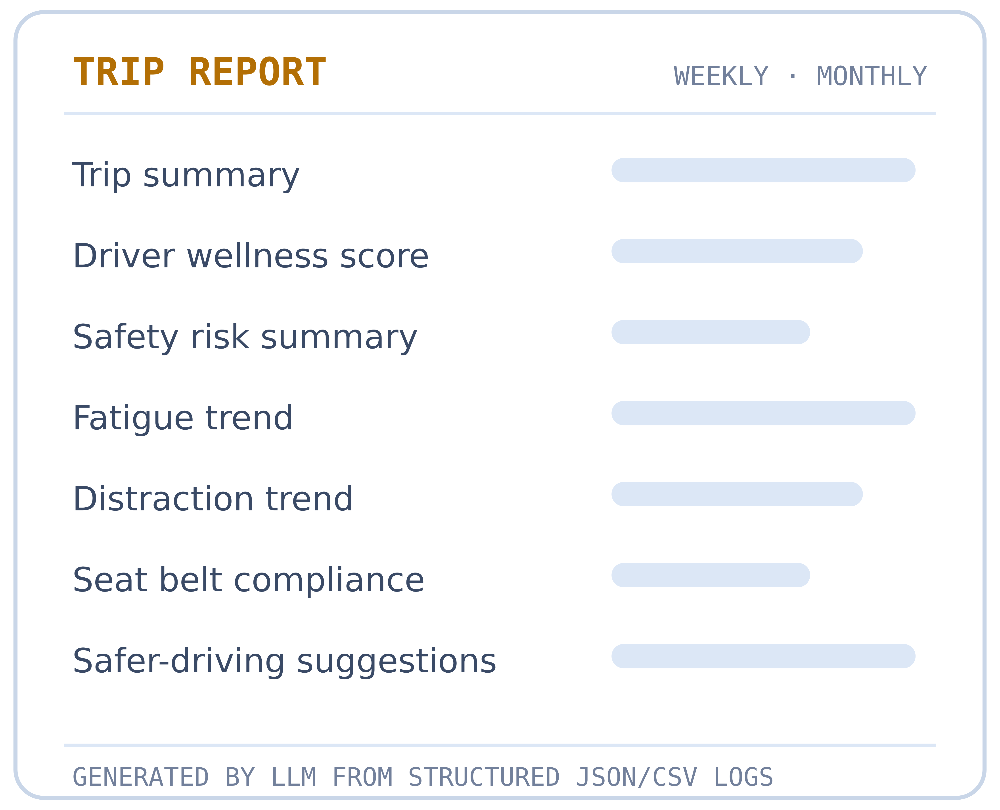 TRIP REPORT
WEEKLY · MONTHLY
Trip summary
Driver wellness score
Safety risk summary
Fatigue trend
Distraction trend
Seat belt compliance
Safer-driving suggestions
GENERATED BY LLM FROM STRUCTURED JSON/CSV LOGS